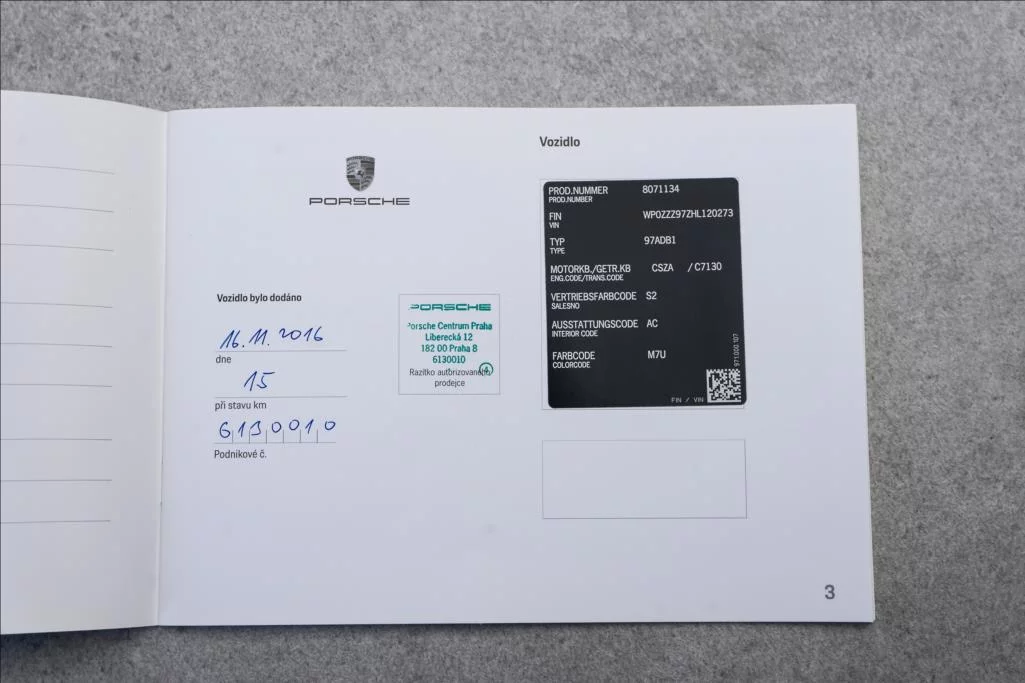 PORSCHE
Vozidlo bylo dodáno
16.11.2016
dne
15
při stavu km
6130010
Podnikové č.
PORSCHE
Porsche Centrum Praha
Liberecká 12
182 00 Praha 8
6130010
Razítko autorizovaného
prodejce
Vozidlo
PROD.NUMMER 8071134
PROD.NUMBER
FIN WP0ZZZ97ZHL120273
VIN
TYP 97ADB1
TYPE
MOTORKB./GETR.KB CSZA /C7130
ENG.CODE/TRANS.CODE
VERTRIEBSFARBCODE S2
SALESNO
AUSSTATTUNGSCODE AC
INTERIOR CODE
FARBCODE M7U
COLORCODE
971.000.107
FIN / VIN
3